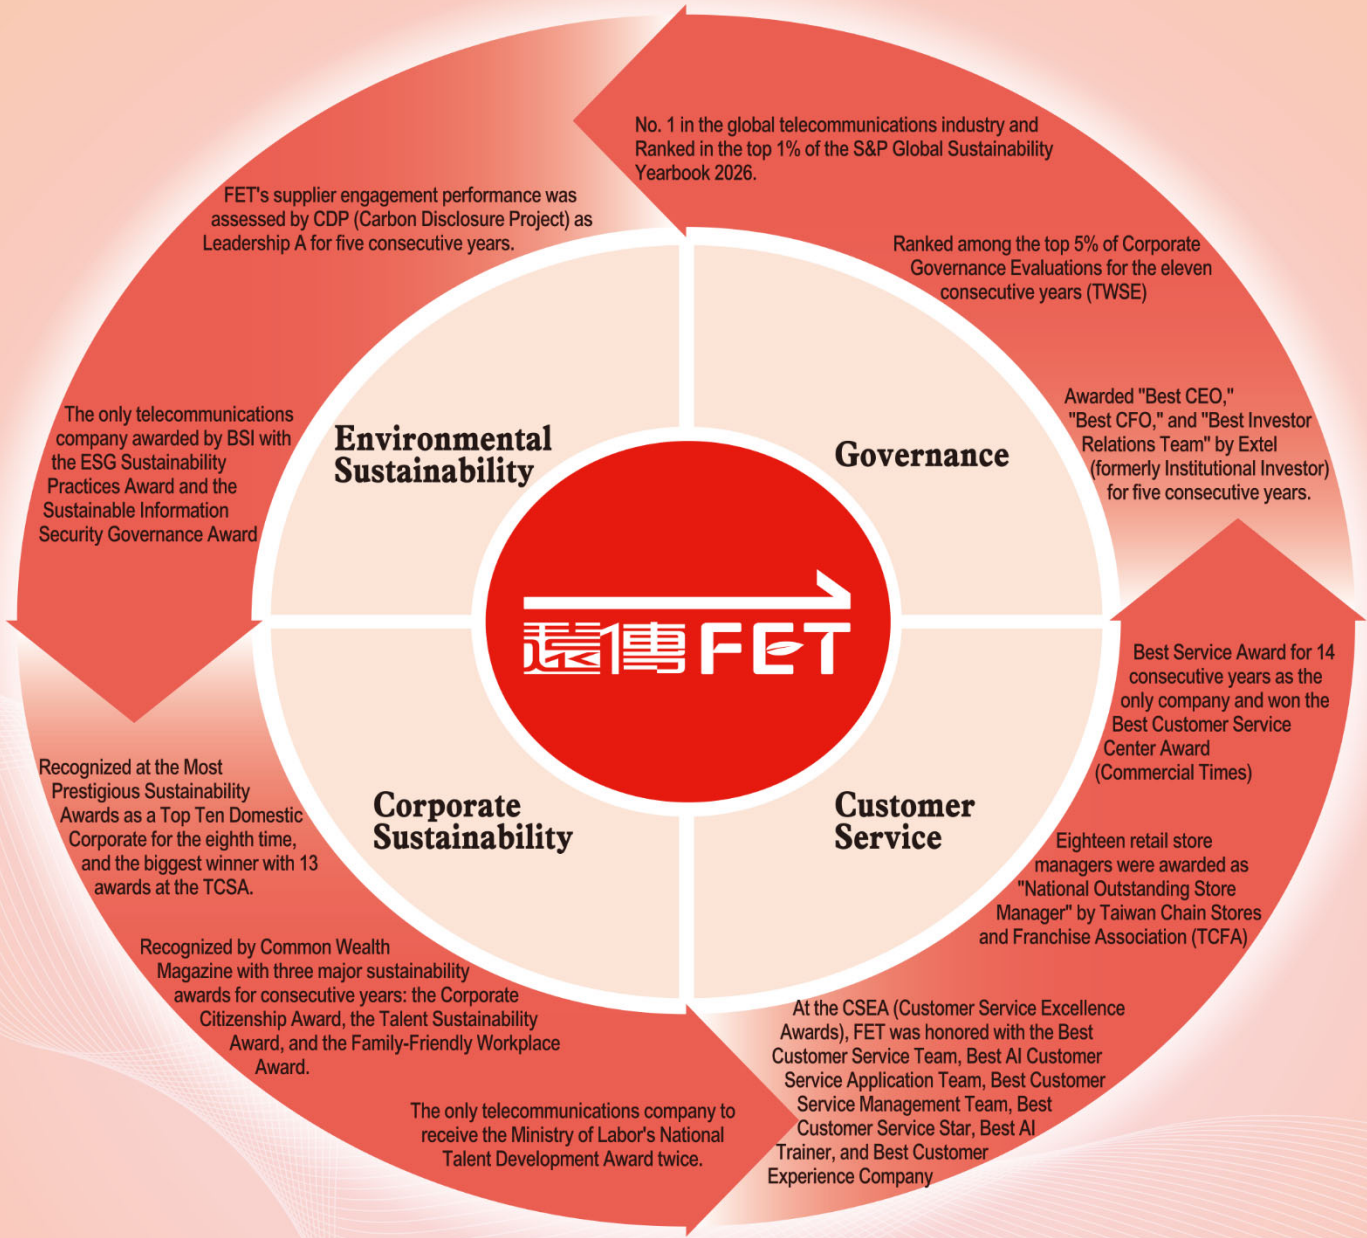 No. 1 in the global telecommunications industry and
Ranked in the top 1% of the S&P Global Sustainability
Yearbook 2026.
Ranked among the top 5% of Corporate
Governance Evaluations for the eleven
consecutive years (TWSE)
Awarded "Best CEO,"
"Best CFO," and "Best Investor
Relations Team" by Extel
(formerly Institutional Investor)
for five consecutive years.
FET's supplier engagement performance was
assessed by CDP (Carbon Disclosure Project) as
Leadership A for five consecutive years.
The only telecommunications
company awarded by BSI with
the ESG Sustainability
Practices Award and the
Sustainable Information
Security Governance Award
Environmental
Sustainability
Governance
遠傳 FET
Corporate
Sustainability
Customer
Service
Recognized at the Most
Prestigious Sustainability
Awards as a Top Ten Domestic
Corporate for the eighth time,
and the biggest winner with 13
awards at the TCSA.
Recognized by Common Wealth
Magazine with three major sustainability
awards for consecutive years: the Corporate
Citizenship Award, the Talent Sustainability
Award, and the Family-Friendly Workplace
Award.
The only telecommunications company to
receive the Ministry of Labor's National
Talent Development Award twice.
Best Service Award for 14
consecutive years as the
only company and won the
Best Customer Service
Center Award
(Commercial Times)
Eighteen retail store
managers were awarded as
"National Outstanding Store
Manager" by Taiwan Chain Stores
and Franchise Association (TCFA)
At the CSEA (Customer Service Excellence
Awards), FET was honored with the Best
Customer Service Team, Best AI Customer
Service Application Team, Best Customer
Service Management Team, Best
Customer Service Star, Best AI
Trainer, and Best Customer
Experience Company